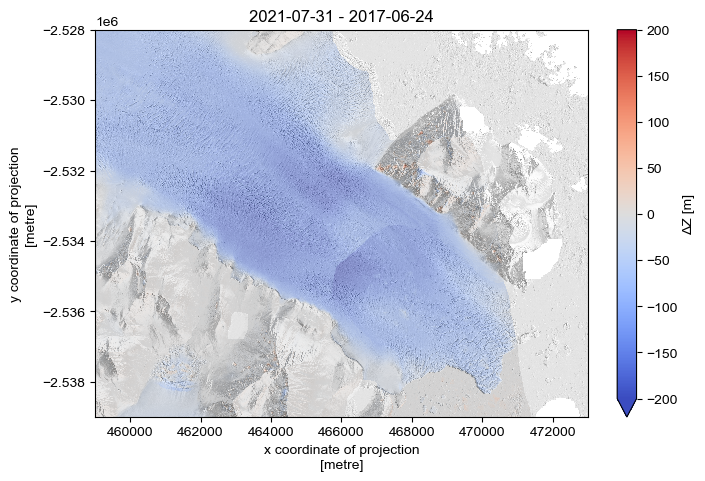 2021-07-31 - 2017-06-24
1e6
−2.528
−2.530
−2.532
−2.534
−2.536
−2.538
y coordinate of projection
[metre]
460000 462000 464000 466000 468000 470000 472000
x coordinate of projection
[metre]
200
150
100
50
0
−50
−100
−150
−200
ΔZ [m]